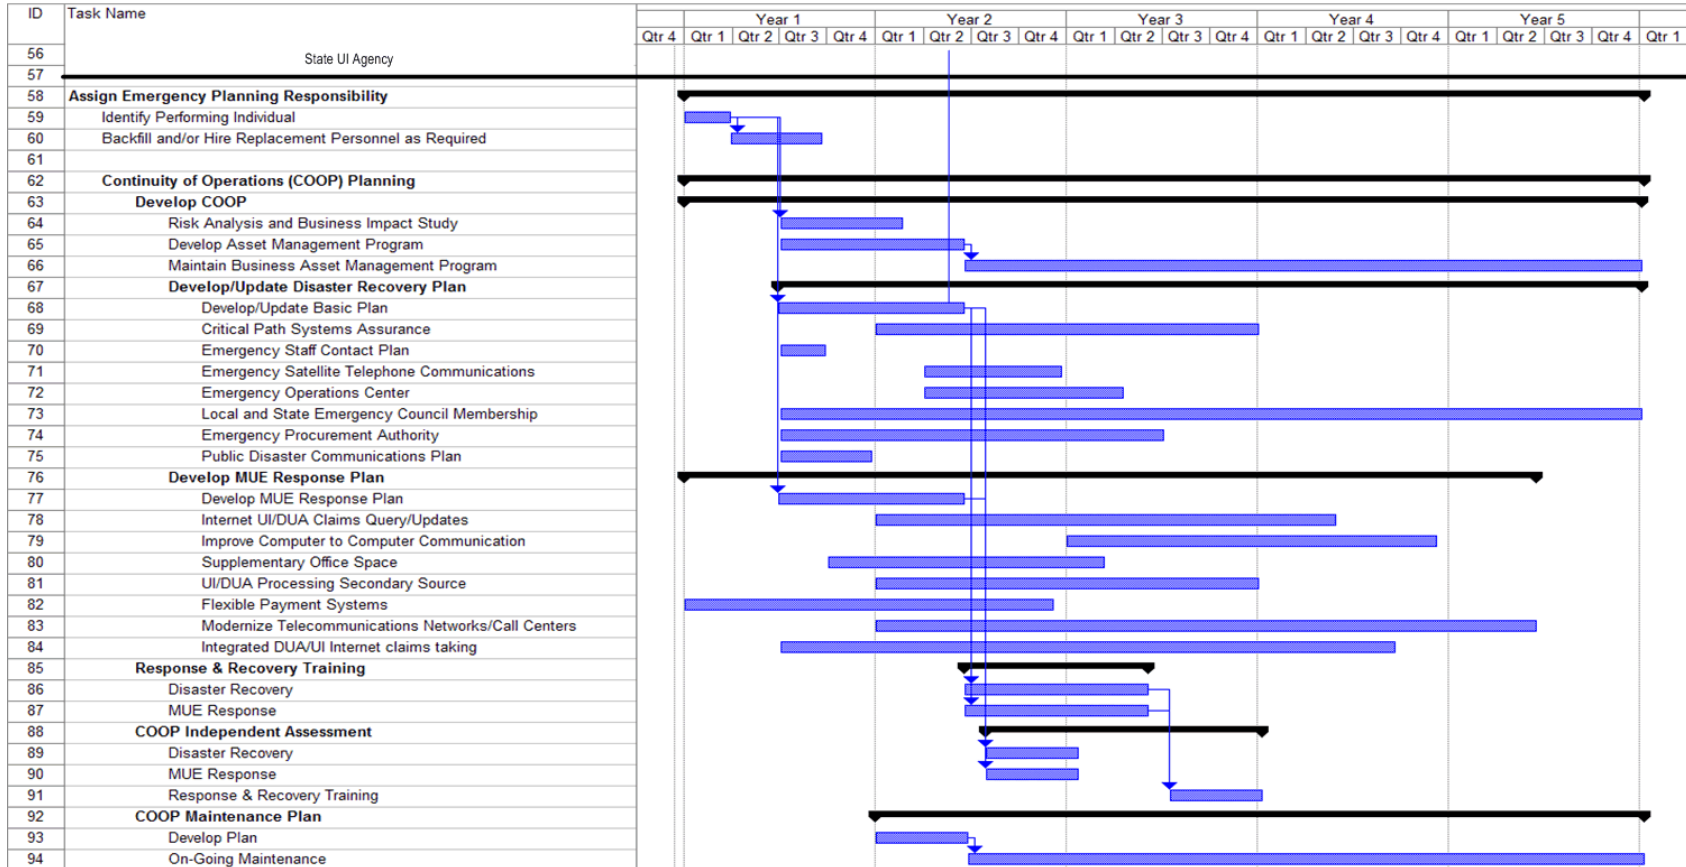 ID Task Name
Year 1 Year 2 Year 3 Year 4 Year 5
Qtr 4 Qtr 1 Qtr 2 Qtr 3 Qtr 4 Qtr 1 Qtr 2 Qtr 3 Qtr 4 Qtr 1 Qtr 2 Qtr 3 Qtr 4 Qtr 1 Qtr 2 Qtr 3 Qtr 4 Qtr 1 Qtr 2 Qtr 3 Qtr 4 Qtr 1
56 State UI Agency
57
58 Assign Emergency Planning Responsibility
59 Identify Performing Individual
60 Backfill and/or Hire Replacement Personnel as Required
61
62 Continuity of Operations (COOP) Planning
63 Develop COOP
64 Risk Analysis and Business Impact Study
65 Develop Asset Management Program
66 Maintain Business Asset Management Program
67 Develop/Update Disaster Recovery Plan
68 Develop/Update Basic Plan
69 Critical Path Systems Assurance
70 Emergency Staff Contact Plan
71 Emergency Satellite Telephone Communications
72 Emergency Operations Center
73 Local and State Emergency Council Membership
74 Emergency Procurement Authority
75 Public Disaster Communications Plan
76 Develop MUE Response Plan
77 Develop MUE Response Plan
78 Internet UI/DUA Claims Query/Updates
79 Improve Computer to Computer Communication
80 Supplementary Office Space
81 UI/DUA Processing Secondary Source
82 Flexible Payment Systems
83 Modernize Telecommunications Networks/Call Centers
84 Integrated DUA/UI Internet claims taking
85 Response & Recovery Training
86 Disaster Recovery
87 MUE Response
88 COOP Independent Assessment
89 Disaster Recovery
90 MUE Response
91 Response & Recovery Training
92 COOP Maintenance Plan
93 Develop Plan
94 On-Going Maintenance